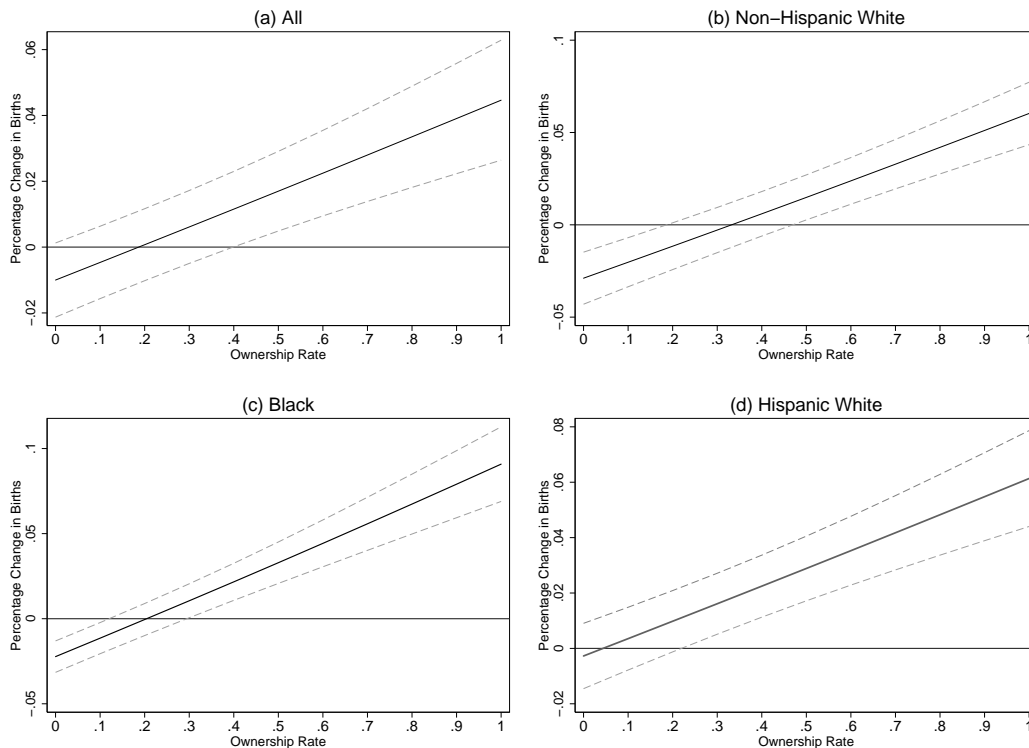 (a) All
Percentage Change in Births
-.02 0 .02 .04 .06
0 .1 .2 .3 .4 .5 .6 .7 .8 .9 1
Ownership Rate
(b) Non-Hispanic White
Percentage Change in Births
-.05 0 .05 .1
0 .1 .2 .3 .4 .5 .6 .7 .8 .9 1
Ownership Rate
(c) Black
Percentage Change in Births
-.05 0 .05 .1
0 .1 .2 .3 .4 .5 .6 .7 .8 .9 1
Ownership Rate
(d) Hispanic White
Percentage Change in Births
-.02 0 .02 .04 .06 .08
0 .1 .2 .3 .4 .5 .6 .7 .8 .9 1
Ownership Rate